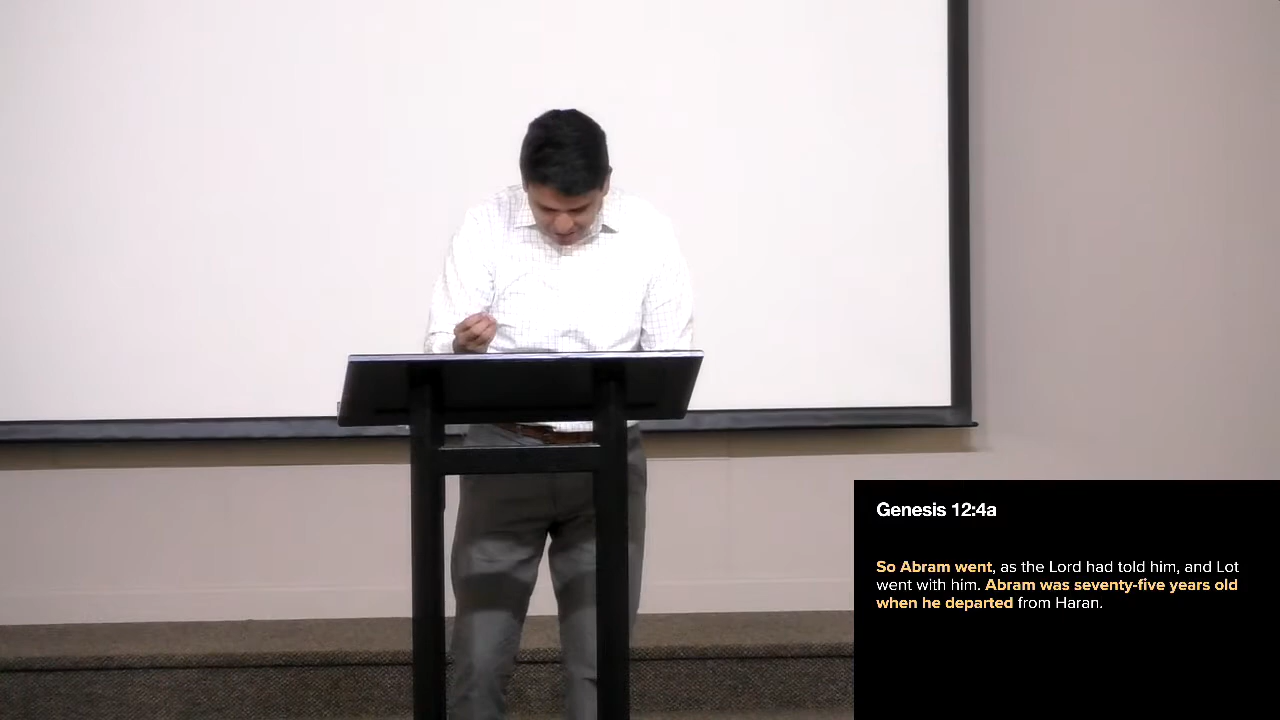 Genesis 12:4a
So Abram went, as the Lord had told him, and Lot
went with him. Abram was seventy-five years old
when he departed from Haran.